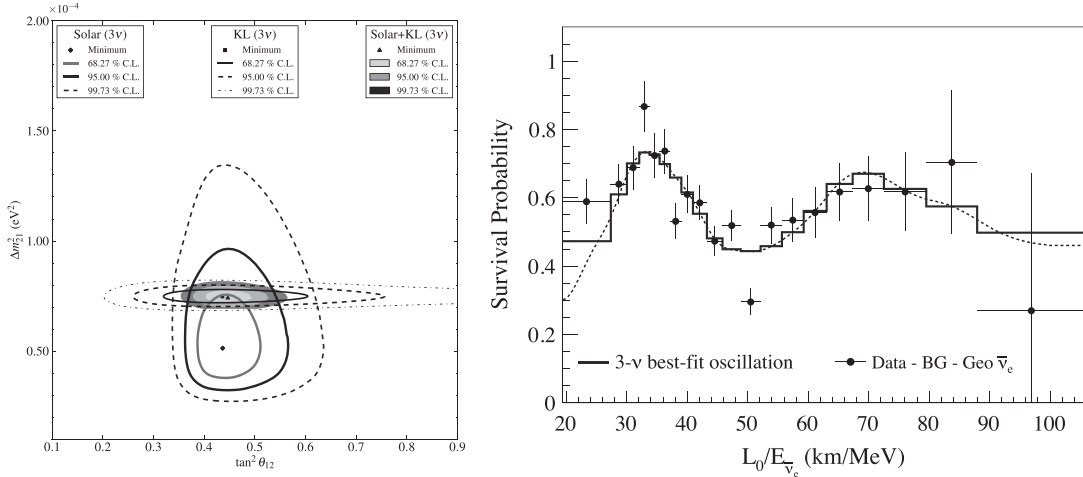 ×10⁻⁴
2.00
1.50
1.00
0.50
Δm²₂₁ (eV²)
0.1 0.2 0.3 0.4 0.5 0.6 0.7 0.8 0.9
tan² θ₁₂
Solar (3ν)
Minimum
68.27 % C.L.
95.00 % C.L.
99.73 % C.L.
KL (3ν)
Minimum
68.27 % C.L.
95.00 % C.L.
99.73 % C.L.
Solar+KL (3ν)
Minimum
68.27 % C.L.
95.00 % C.L.
99.73 % C.L.
Survival Probability
1
0.8
0.6
0.4
0.2
0
3-ν best-fit oscillation
Data - BG - Geo ν̅ₑ
20 30 40 50 60 70 80 90 100
L₀/E_ν̅ₑ (km/MeV)